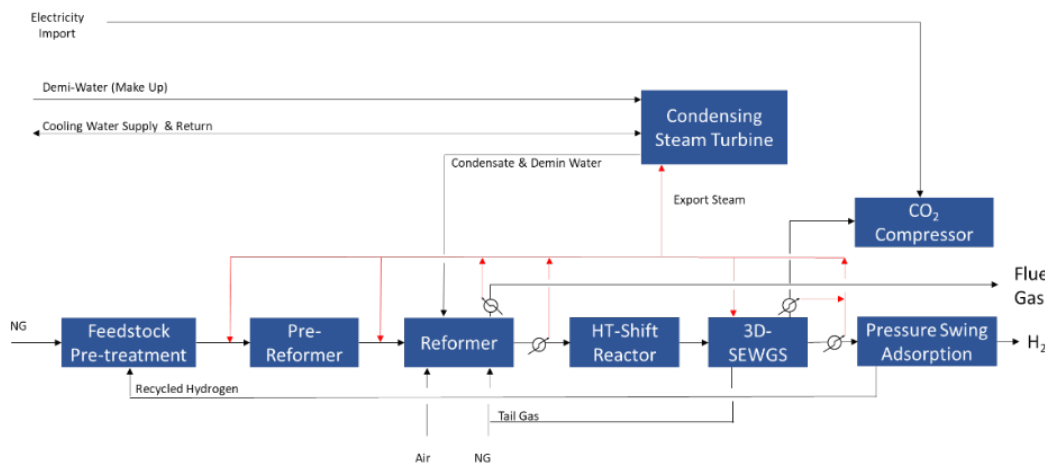 Electricity
Import
Demi-Water (Make Up)
Cooling Water Supply & Return
Condensing
Steam Turbine
Condensate & Demin Water
Export Steam
CO₂
Compressor
Flue
Gas
NG
Feedstock
Pre-treatment
Pre-
Reformer
Reformer
HT-Shift
Reactor
3D-
SEWGS
Pressure Swing
Adsorption
H₂
Recycled Hydrogen
Tail Gas
Air
NG